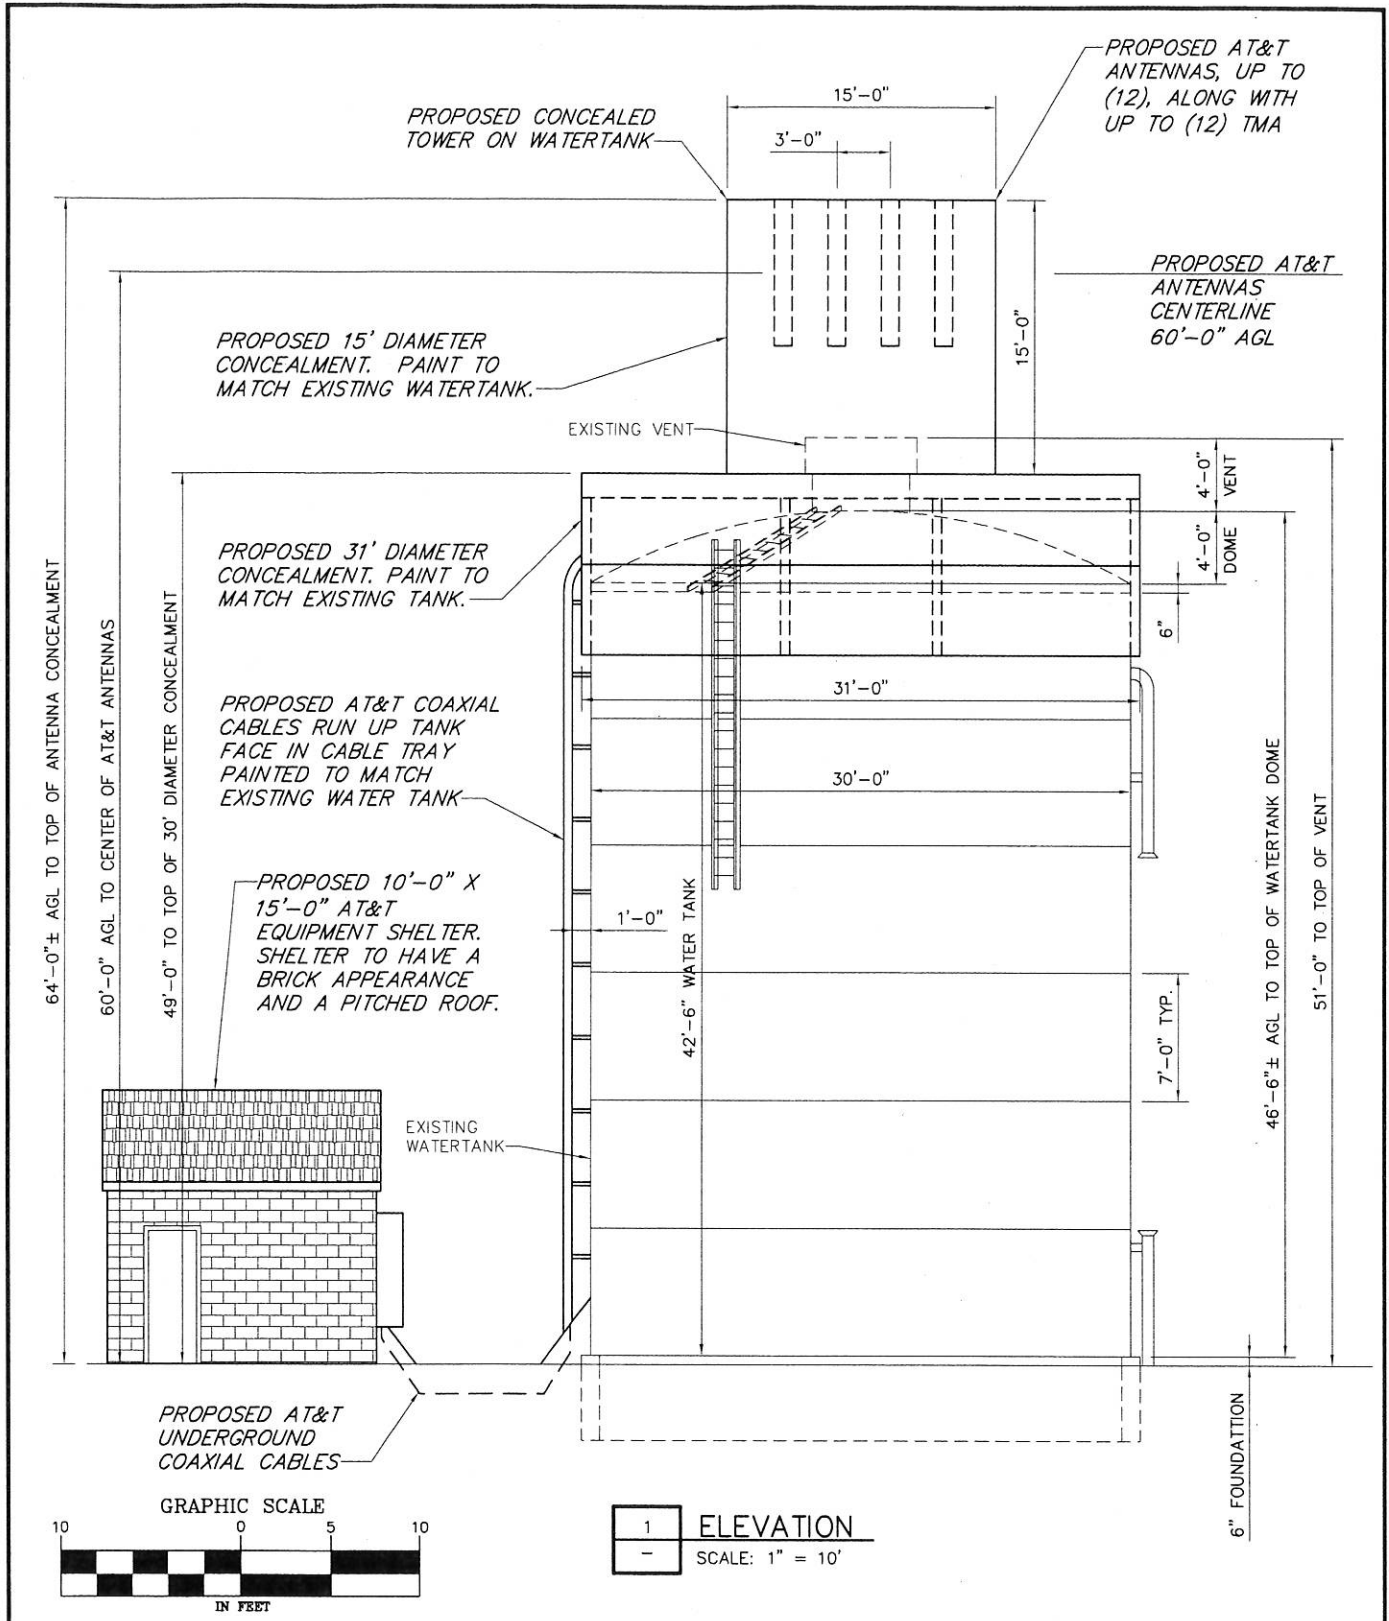 PROPOSED AT&T
ANTENNAS, UP TO
(12), ALONG WITH
UP TO (12) TMA
15'-0"
PROPOSED CONCEALED
TOWER ON WATERTANK
3'-0"
PROPOSED AT&T
ANTENNAS
CENTERLINE
60'-0" AGL
15'-0"
PROPOSED 15' DIAMETER
CONCEALMENT. PAINT TO
MATCH EXISTING WATERTANK.
EXISTING VENT
4'-0"
VENT
4'-0"
DOME
6"
PROPOSED 31' DIAMETER
CONCEALMENT. PAINT TO
MATCH EXISTING TANK.
64'-0"± AGL TO TOP OF ANTENNA CONCEALMENT
60'-0" AGL TO CENTER OF AT&T ANTENNAS
49'-0" TO TOP OF 30' DIAMETER CONCEALMENT
31'-0"
PROPOSED AT&T COAXIAL
CABLES RUN UP TANK
FACE IN CABLE TRAY
PAINTED TO MATCH
EXISTING WATER TANK
30'-0"
PROPOSED 10'-0" X
15'-0" AT&T
EQUIPMENT SHELTER.
SHELTER TO HAVE A
BRICK APPEARANCE
AND A PITCHED ROOF.
1'-0"
42'-6" WATER TANK
7'-0" TYP.
46'-6"± AGL TO TOP OF WATERTANK DOME
51'-0" TO TOP OF VENT
EXISTING
WATERTANK
PROPOSED AT&T
UNDERGROUND
COAXIAL CABLES
6" FOUNDATTION
GRAPHIC SCALE
10 0 5 10
IN FEET
1 ELEVATION
- SCALE: 1" = 10'